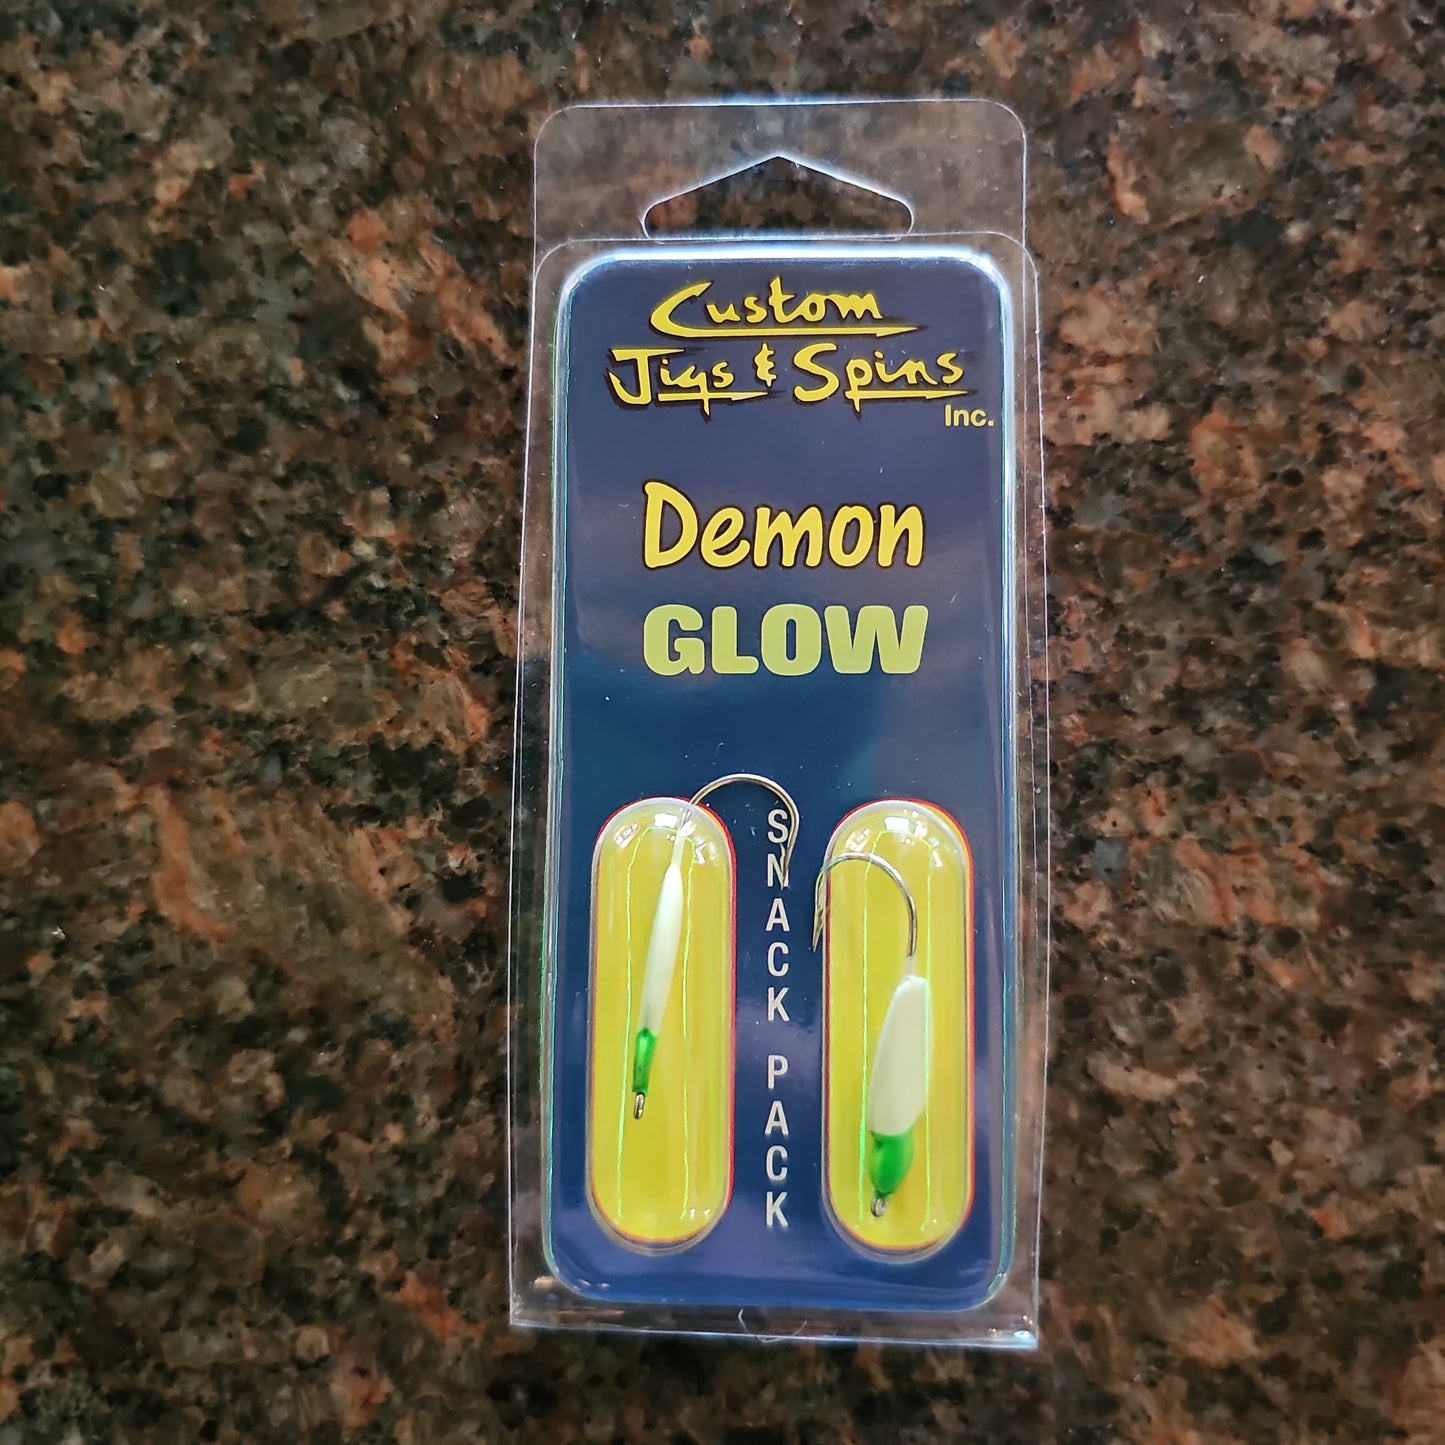 Custom
Jigs & Spins
Inc.
Demon
GLOW
SNACK PACK